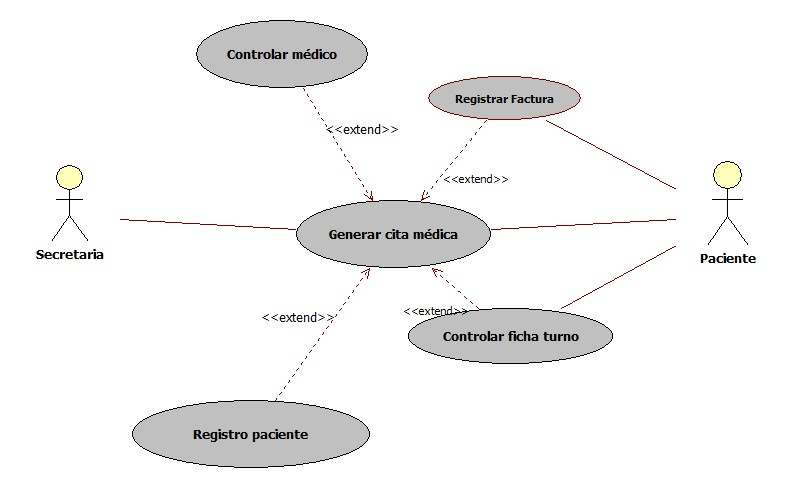 Controlar médico
Registrar Factura
<<extend>>
<<extend>>
Generar cita médica
Secretaria
Paciente
<<extend>>
<<extend>>
Controlar ficha turno
Registro paciente